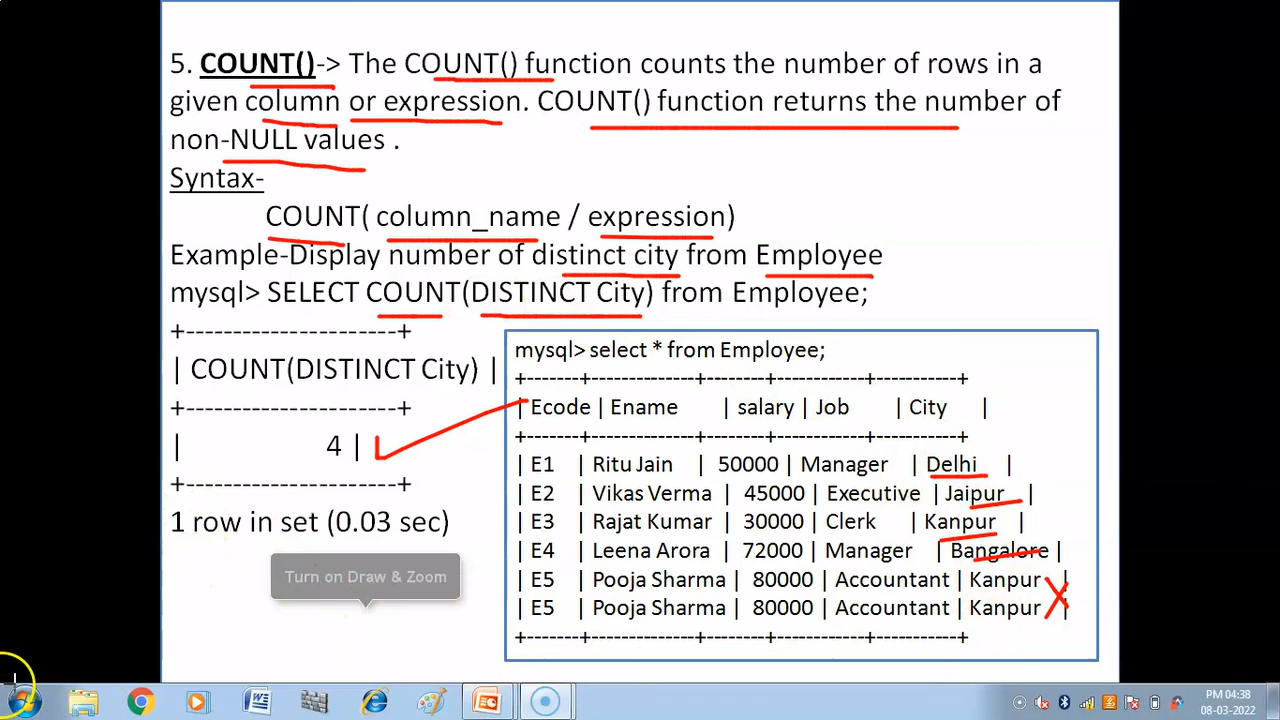 5. COUNT()-> The COUNT() function counts the number of rows in a
given column or expression. COUNT() function returns the number of
non-NULL values .
Syntax-
COUNT( column_name / expression)
Example-Display number of distinct city from Employee
mysql> SELECT COUNT(DISTINCT City) from Employee;
+---------------------+
| COUNT(DISTINCT City) |
+---------------------+
| 4 |
+---------------------+
1 row in set (0.03 sec)
Turn on Draw & Zoom
mysql> select * from Employee;
+-------+-------------+--------+-----------+-----------+
| Ecode | Ename | salary | Job | City |
+-------+-------------+--------+-----------+-----------+
| E1 | Ritu Jain | 50000 | Manager | Delhi |
| E2 | Vikas Verma | 45000 | Executive | Jaipur |
| E3 | Rajat Kumar | 30000 | Clerk | Kanpur |
| E4 | Leena Arora | 72000 | Manager | Bangalore |
| E5 | Pooja Sharma | 80000 | Accountant | Kanpur |
| E5 | Pooja Sharma | 80000 | Accountant | Kanpur |
+-------+-------------+--------+-----------+-----------+
PM 04:38
08-03-2022